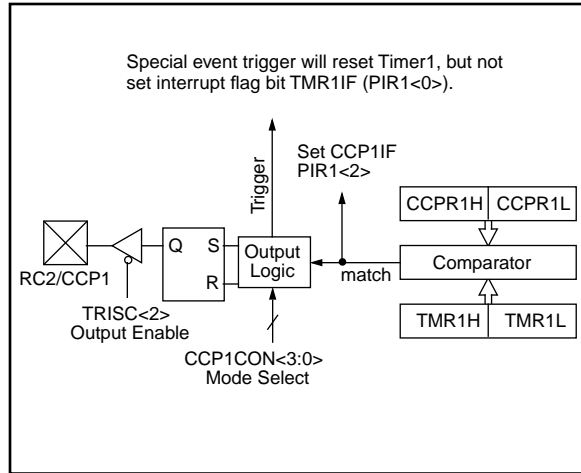 Special event trigger will reset Timer1, but not
set interrupt flag bit TMR1IF (PIR1<0>).
Trigger
Set CCP1IF
PIR1<2>
CCPR1H CCPR1L
Q S
R
Output
Logic
match
Comparator
RC2/CCP1
TRISC<2>
Output Enable
TMR1H TMR1L
CCP1CON<3:0>
Mode Select